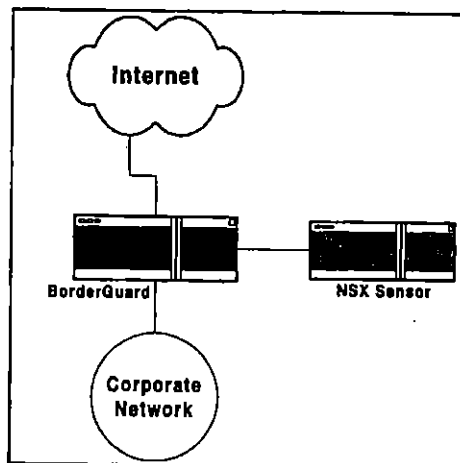 Internet
BorderGuard
NSX Sensor
Corporate
Network